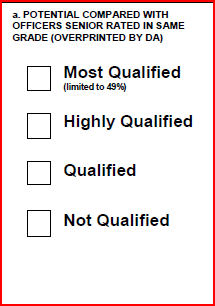 a. POTENTIAL COMPARED WITH
OFFICERS SENIOR RATED IN SAME
GRADE (OVERPRINTED BY DA)
Most Qualified
(limited to 49%)
Highly Qualified
Qualified
Not Qualified